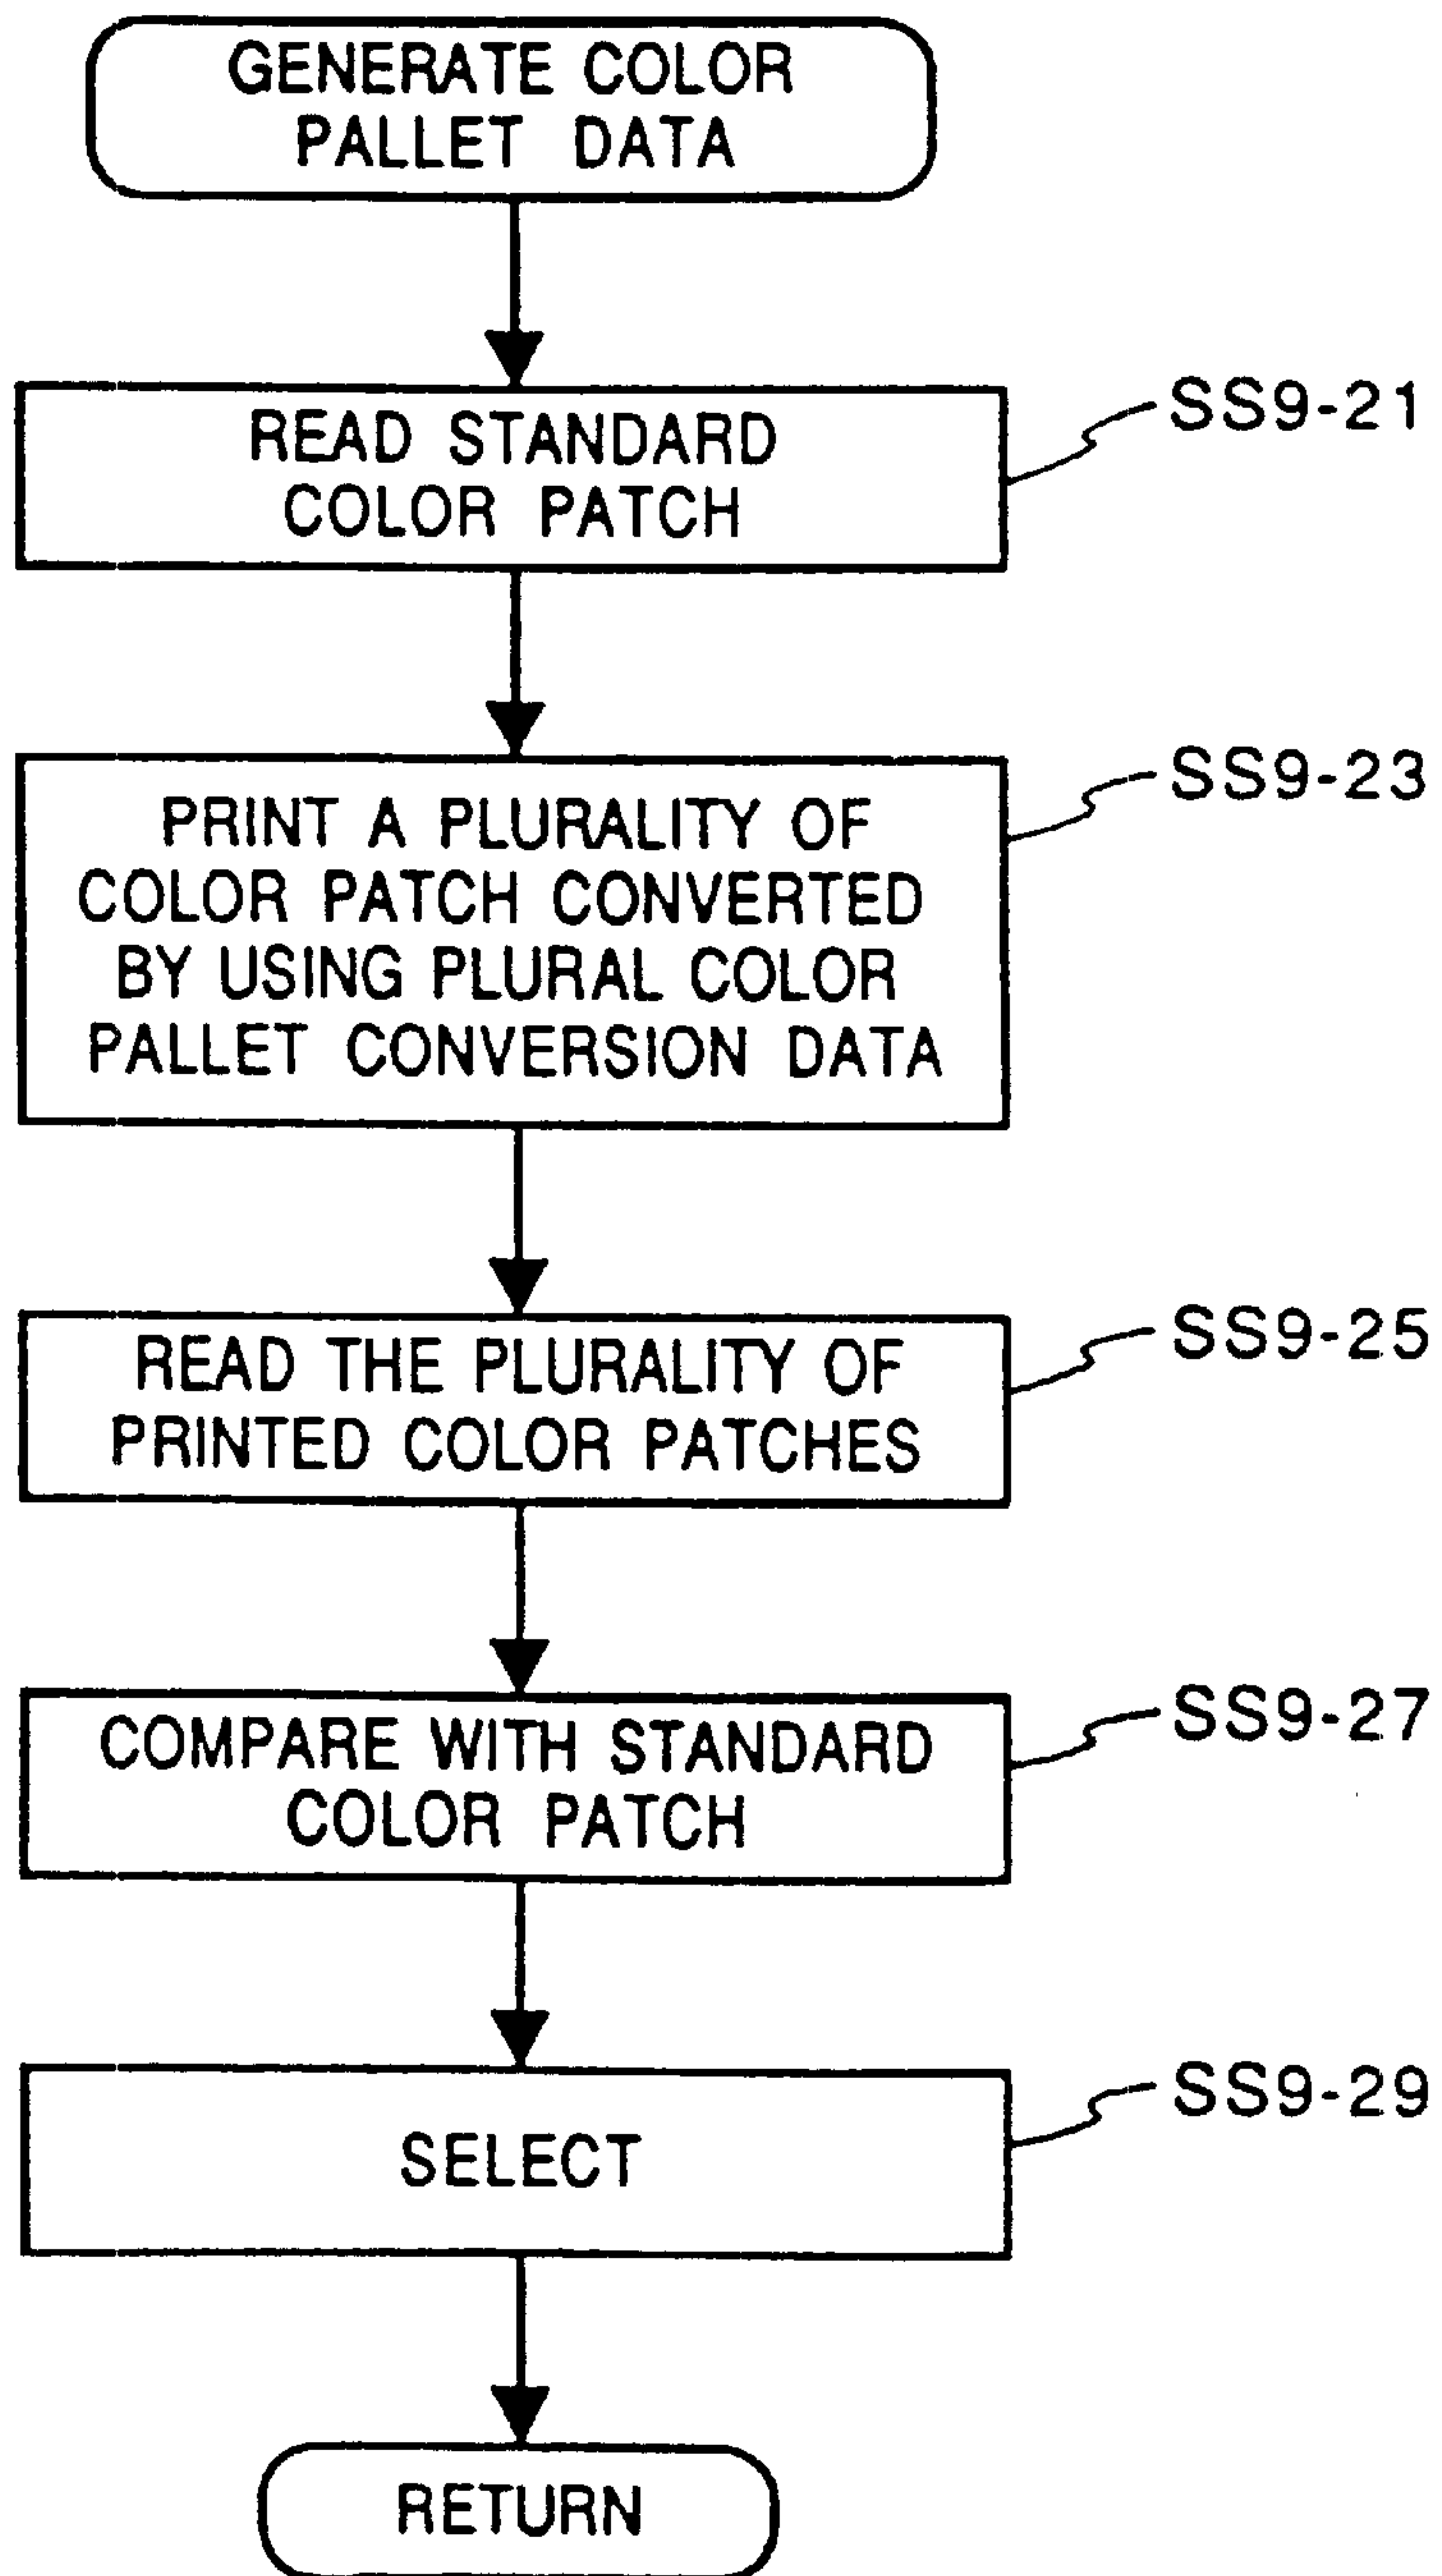 GENERATE COLOR
PALLET DATA
READ STANDARD
COLOR PATCH
SS9-21
PRINT A PLURALITY OF
COLOR PATCH CONVERTED
BY USING PLURAL COLOR
PALLET CONVERSION DATA
SS9-23
READ THE PLURALITY OF
PRINTED COLOR PATCHES
SS9-25
COMPARE WITH STANDARD
COLOR PATCH
SS9-27
SELECT
SS9-29
RETURN